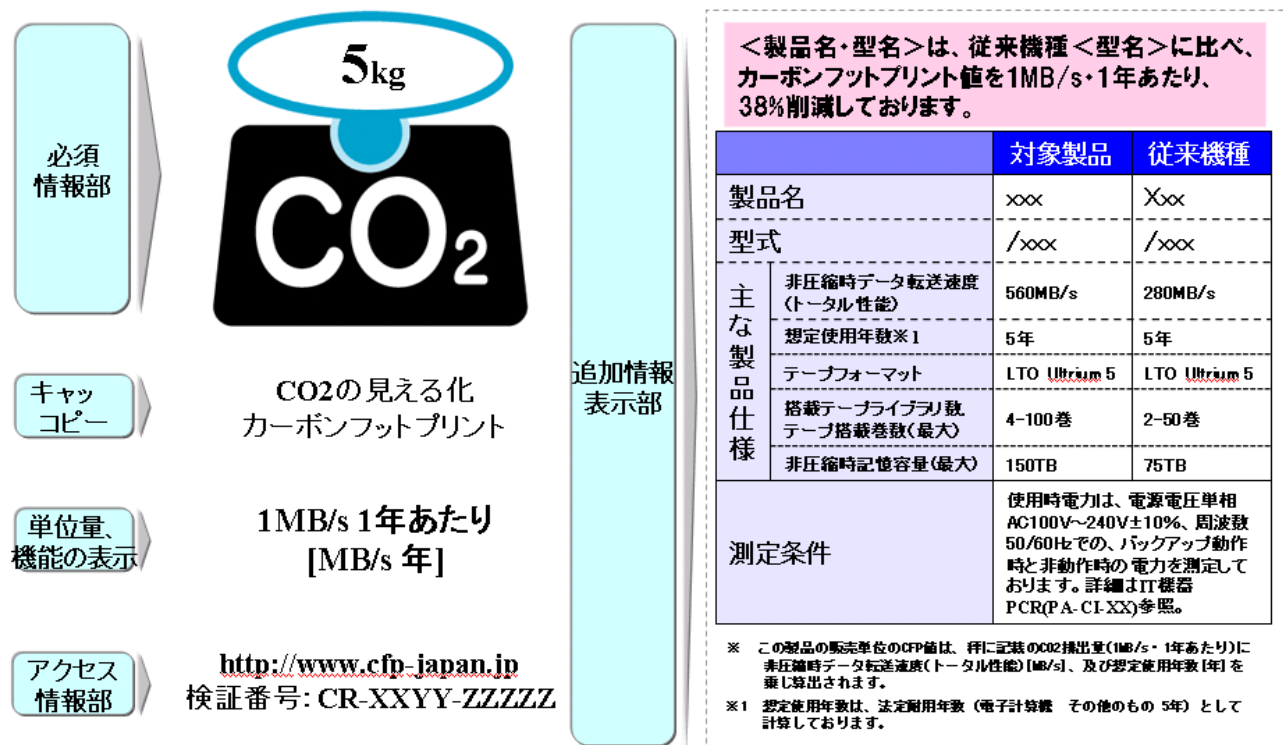 必須
情報部
5kg
CO2
キャッ
コピー
CO2の見える化
カーボンフットプリント
単位量、
機能の表示
1MB/s 1年あたり
[MB/s 年]
アクセス
情報部
http://www.cfp-japan.jp
検証番号: CR-XXYY-ZZZZZ
追加情報
表示部
＜製品名・型名＞は、従来機種＜型名＞に比べ、
カーボンフットプリント値を1MB/s・1年あたり、
38%削減しております。
対象製品 従来機種
製品名 xxx Xxx
型式 /xxx /xxx
主な製品仕様
非圧縮時データ転送速度
(トータル性能) 560MB/s 280MB/s
想定使用年数※1 5年 5年
テープフォーマット LTO Ultrium 5 LTO Ultrium 5
搭載テープライブラリ数、
テープ搭載巻数(最大) 4-100巻 2-50巻
非圧縮時記憶容量(最大) 150TB 75TB
測定条件
使用時電力は、電源電圧単相
AC100V～240V±10%、周波数
50/60Hzでの、バックアップ動作
時と非動作時の電力を測定して
おります。詳細はIT機器
PCR(PA-CI-XX)参照。
※ この製品の販売単位のCFP値は、秤に記載のCO2排出量(1MB/s・1年あたり)に
非圧縮時データ転送速度(トータル性能)[MB/s]、及び想定使用年数[年]を
乗じ算出されます。
※1 想定使用年数は、法定耐用年数（電子計算機 その他のもの 5年）として
計算しております。